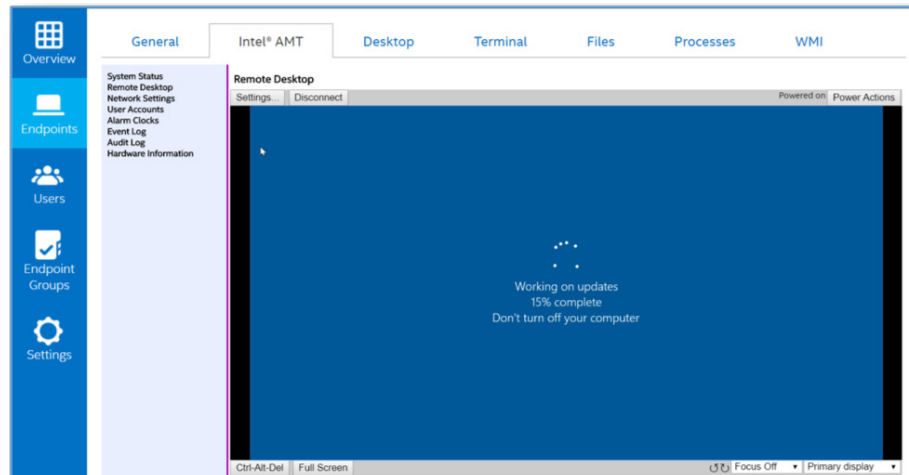 Overview
Endpoints
Users
Endpoint
Groups
Settings
General Intel® AMT Desktop Terminal Files Processes WMI
System Status
Remote Desktop
Network Settings
User Accounts
Alarm Clocks
Event Log
Audit Log
Hardware Information
Remote Desktop
Settings... Disconnect Powered on Power Actions
Working on updates
15% complete
Don't turn off your computer
Ctrl-Alt-Del Full Screen Focus Off Primary display